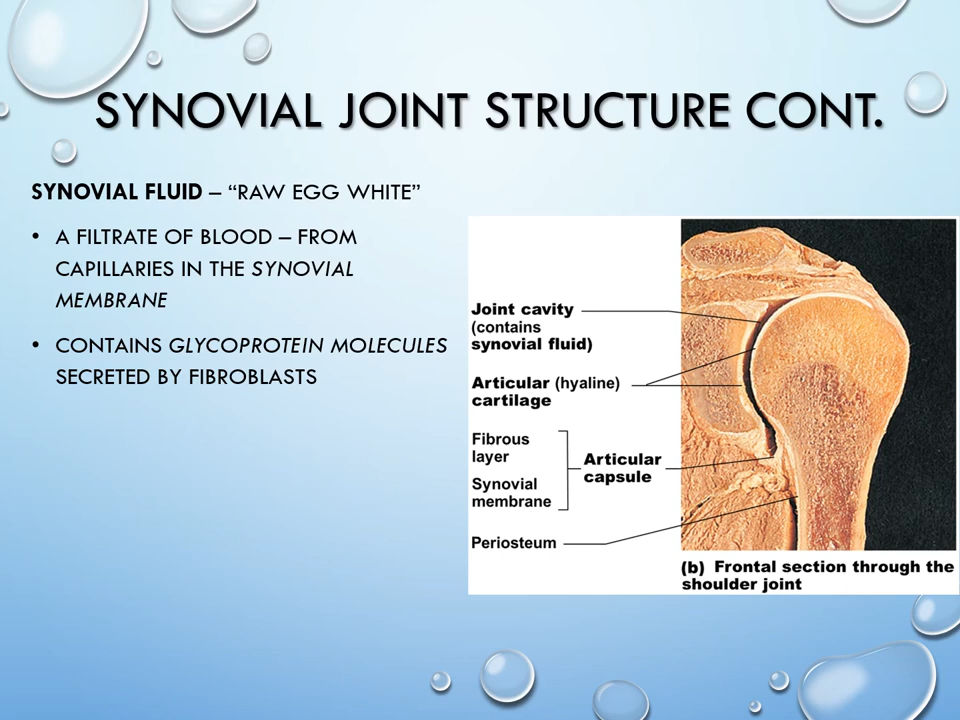 SYNOVIAL JOINT STRUCTURE CONT.
SYNOVIAL FLUID – “RAW EGG WHITE”
• A FILTRATE OF BLOOD – FROM
CAPILLARIES IN THE SYNOVIAL
MEMBRANE
• CONTAINS GLYCOPROTEIN MOLECULES
SECRETED BY FIBROBLASTS
Joint cavity
(contains
synovial fluid)
Articular (hyaline)
cartilage
Fibrous
layer
Synovial
membrane
Articular
capsule
Periosteum
(b) Frontal section through the
shoulder joint